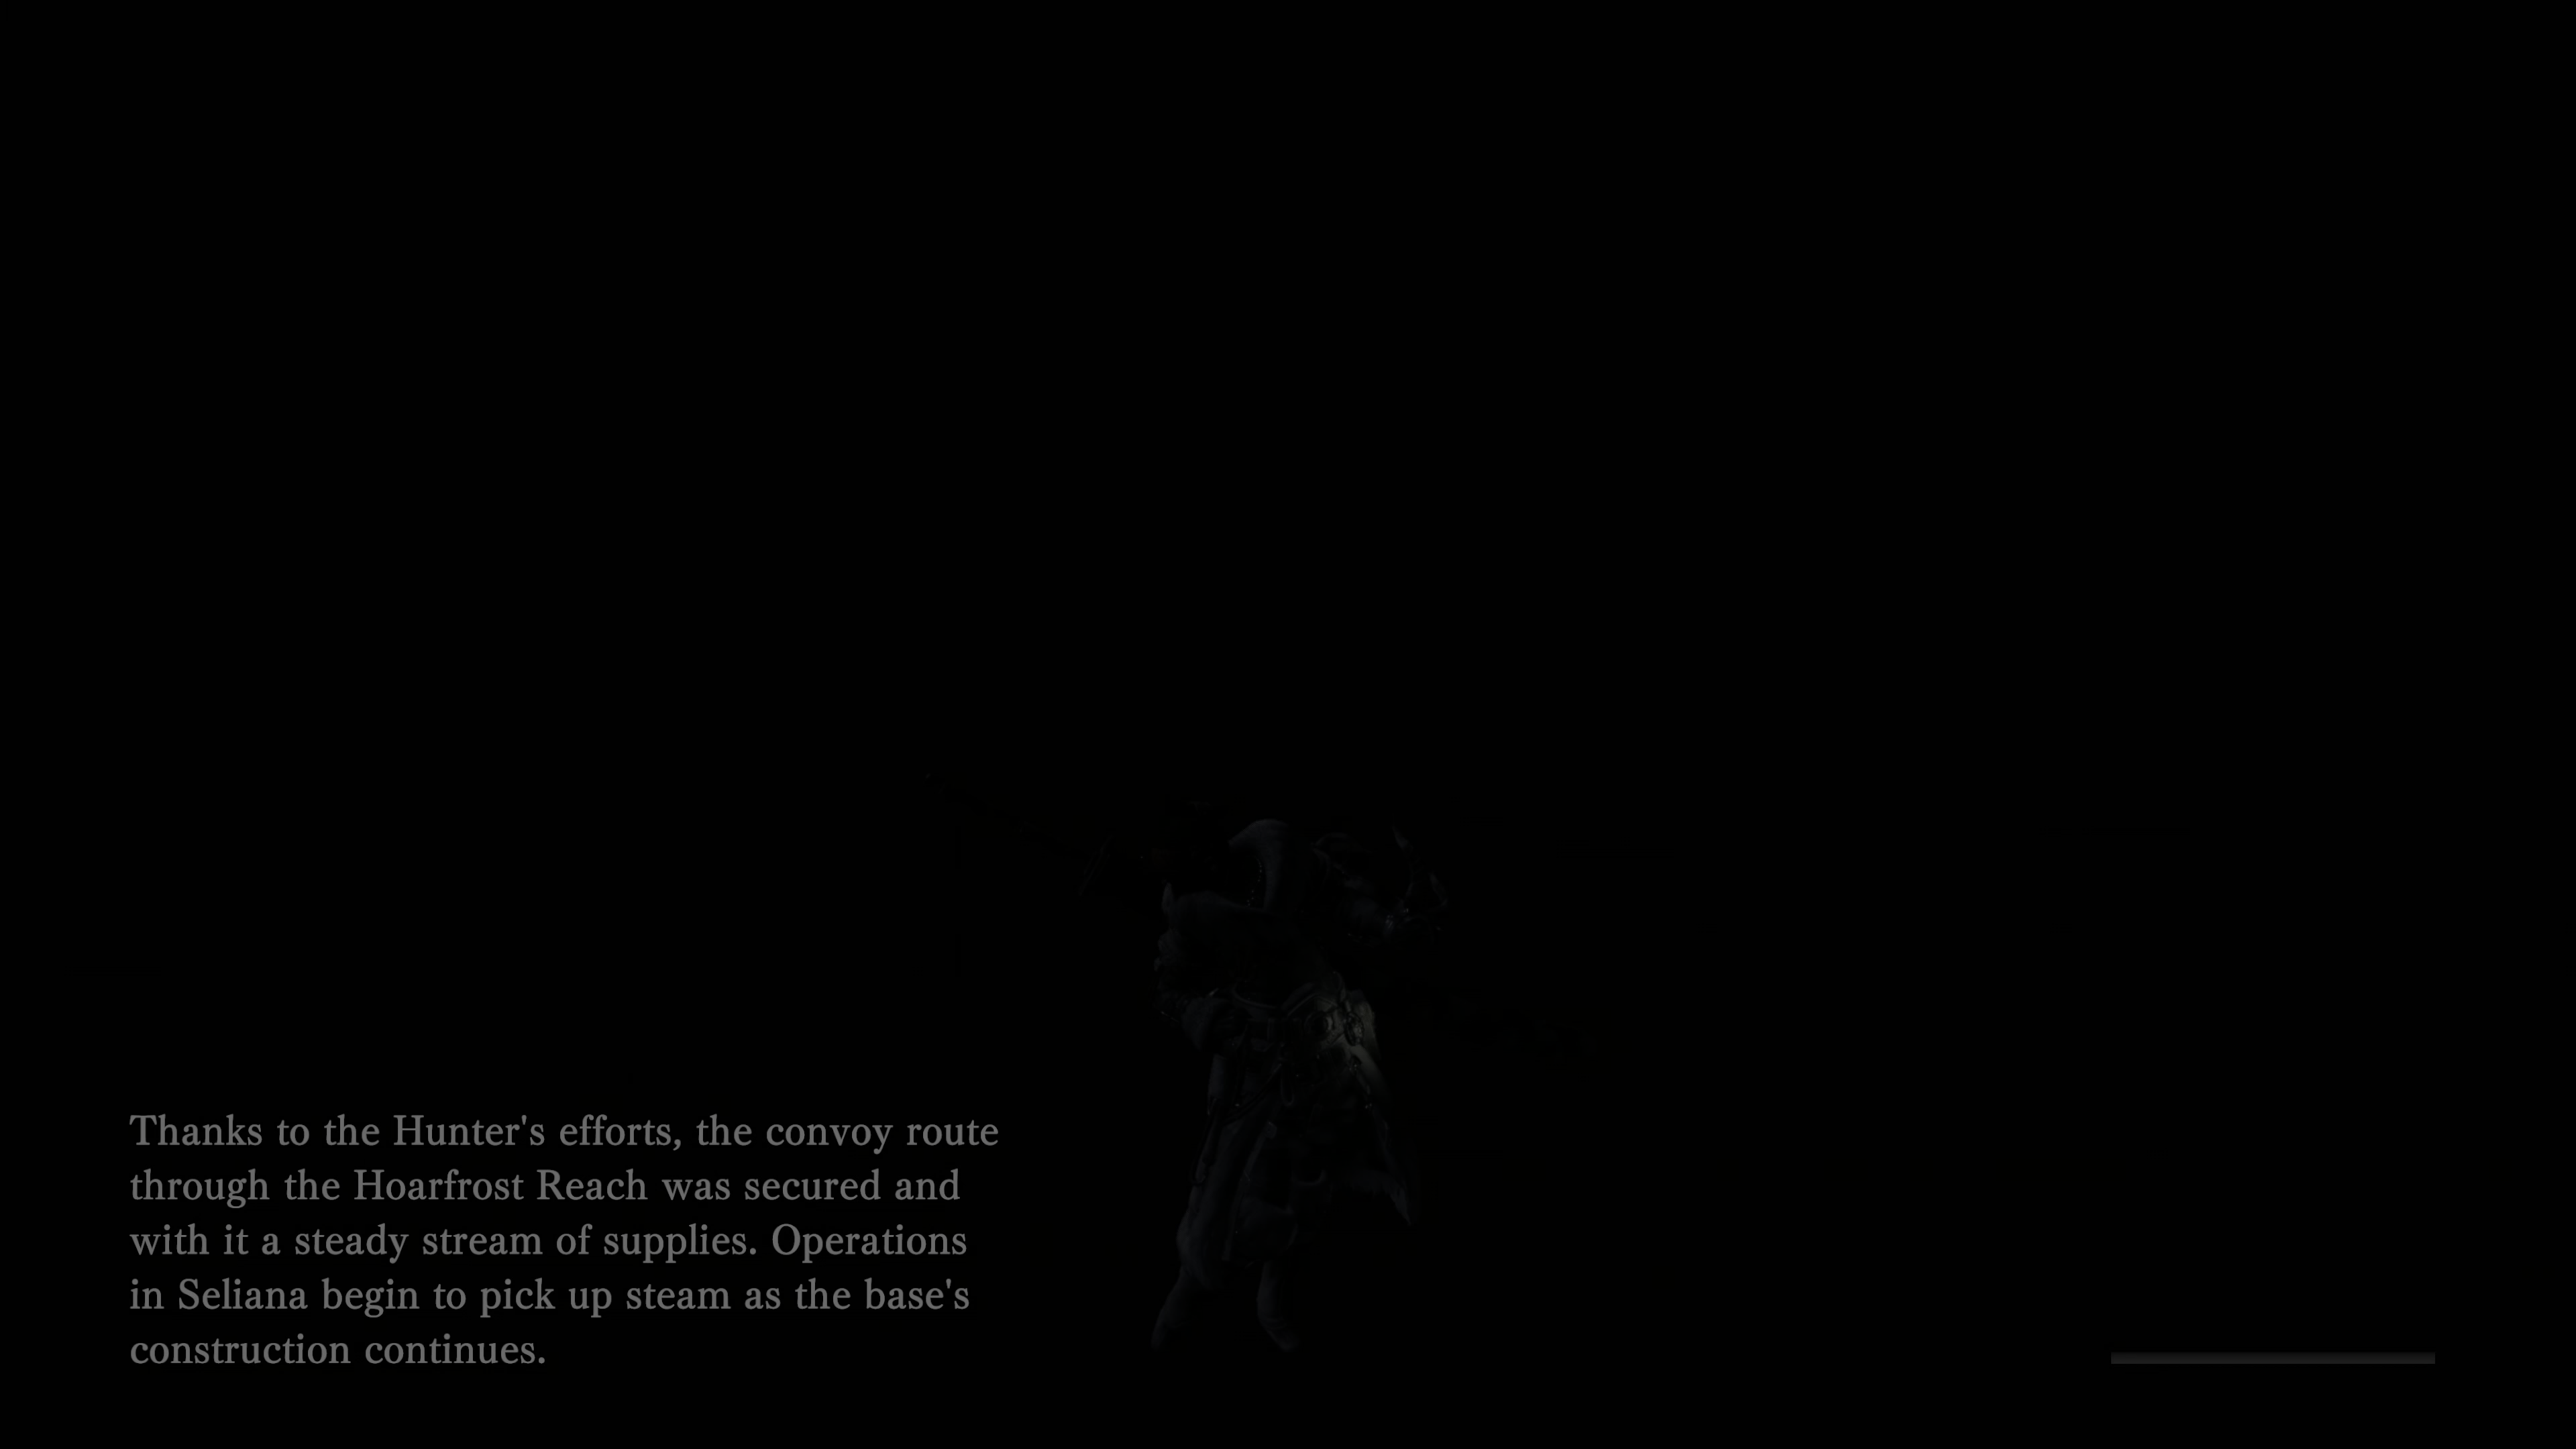 Thanks to the Hunter's efforts, the convoy route
through the Hoarfrost Reach was secured and
with it a steady stream of supplies. Operations
in Seliana begin to pick up steam as the base's
construction continues.